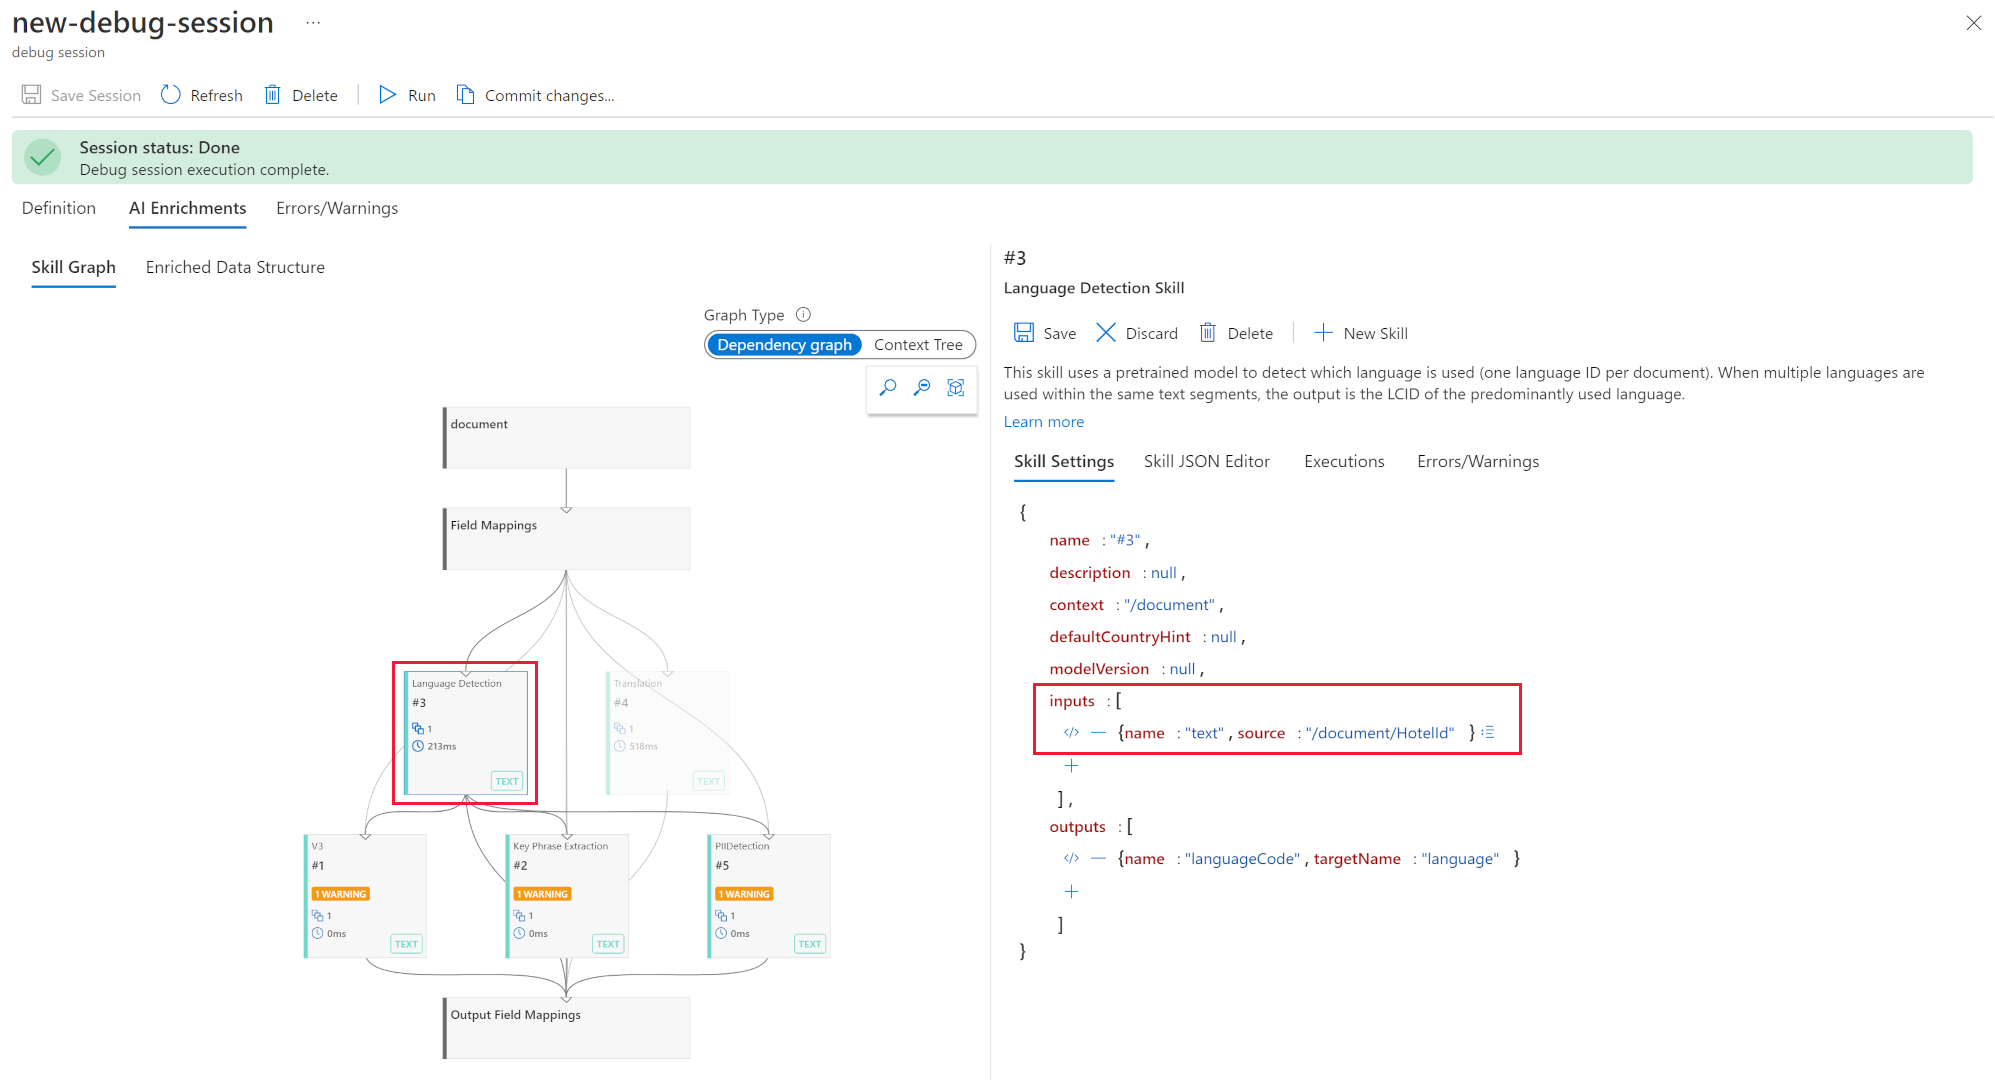 new-debug-session ...
debug session
Save Session Refresh Delete Run Commit changes...
Session status: Done
Debug session execution complete.
Definition AI Enrichments Errors/Warnings
Skill Graph Enriched Data Structure
Graph Type
Dependency graph Context Tree
document
Field Mappings
Language Detection
#3
1
213ms
TEXT
Translation
#4
1
518ms
TEXT
V3
#1
1 WARNING
1
0ms
TEXT
Key Phrase Extraction
#2
1 WARNING
1
0ms
TEXT
PIIDetection
#5
1 WARNING
1
0ms
TEXT
Output Field Mappings
#3
Language Detection Skill
Save Discard Delete New Skill
This skill uses a pretrained model to detect which language is used (one language ID per document). When multiple languages are
used within the same text segments, the output is the LCID of the predominantly used language.
Learn more
Skill Settings Skill JSON Editor Executions Errors/Warnings
{
name : "#3" ,
description : null ,
context : "/document" ,
defaultCountryHint : null ,
modelVersion : null ,
inputs : [
</> — {name : "text" , source : "/document/HotelId" }
+
] ,
outputs : [
</> — {name : "languageCode" , targetName : "language" }
+
]
}